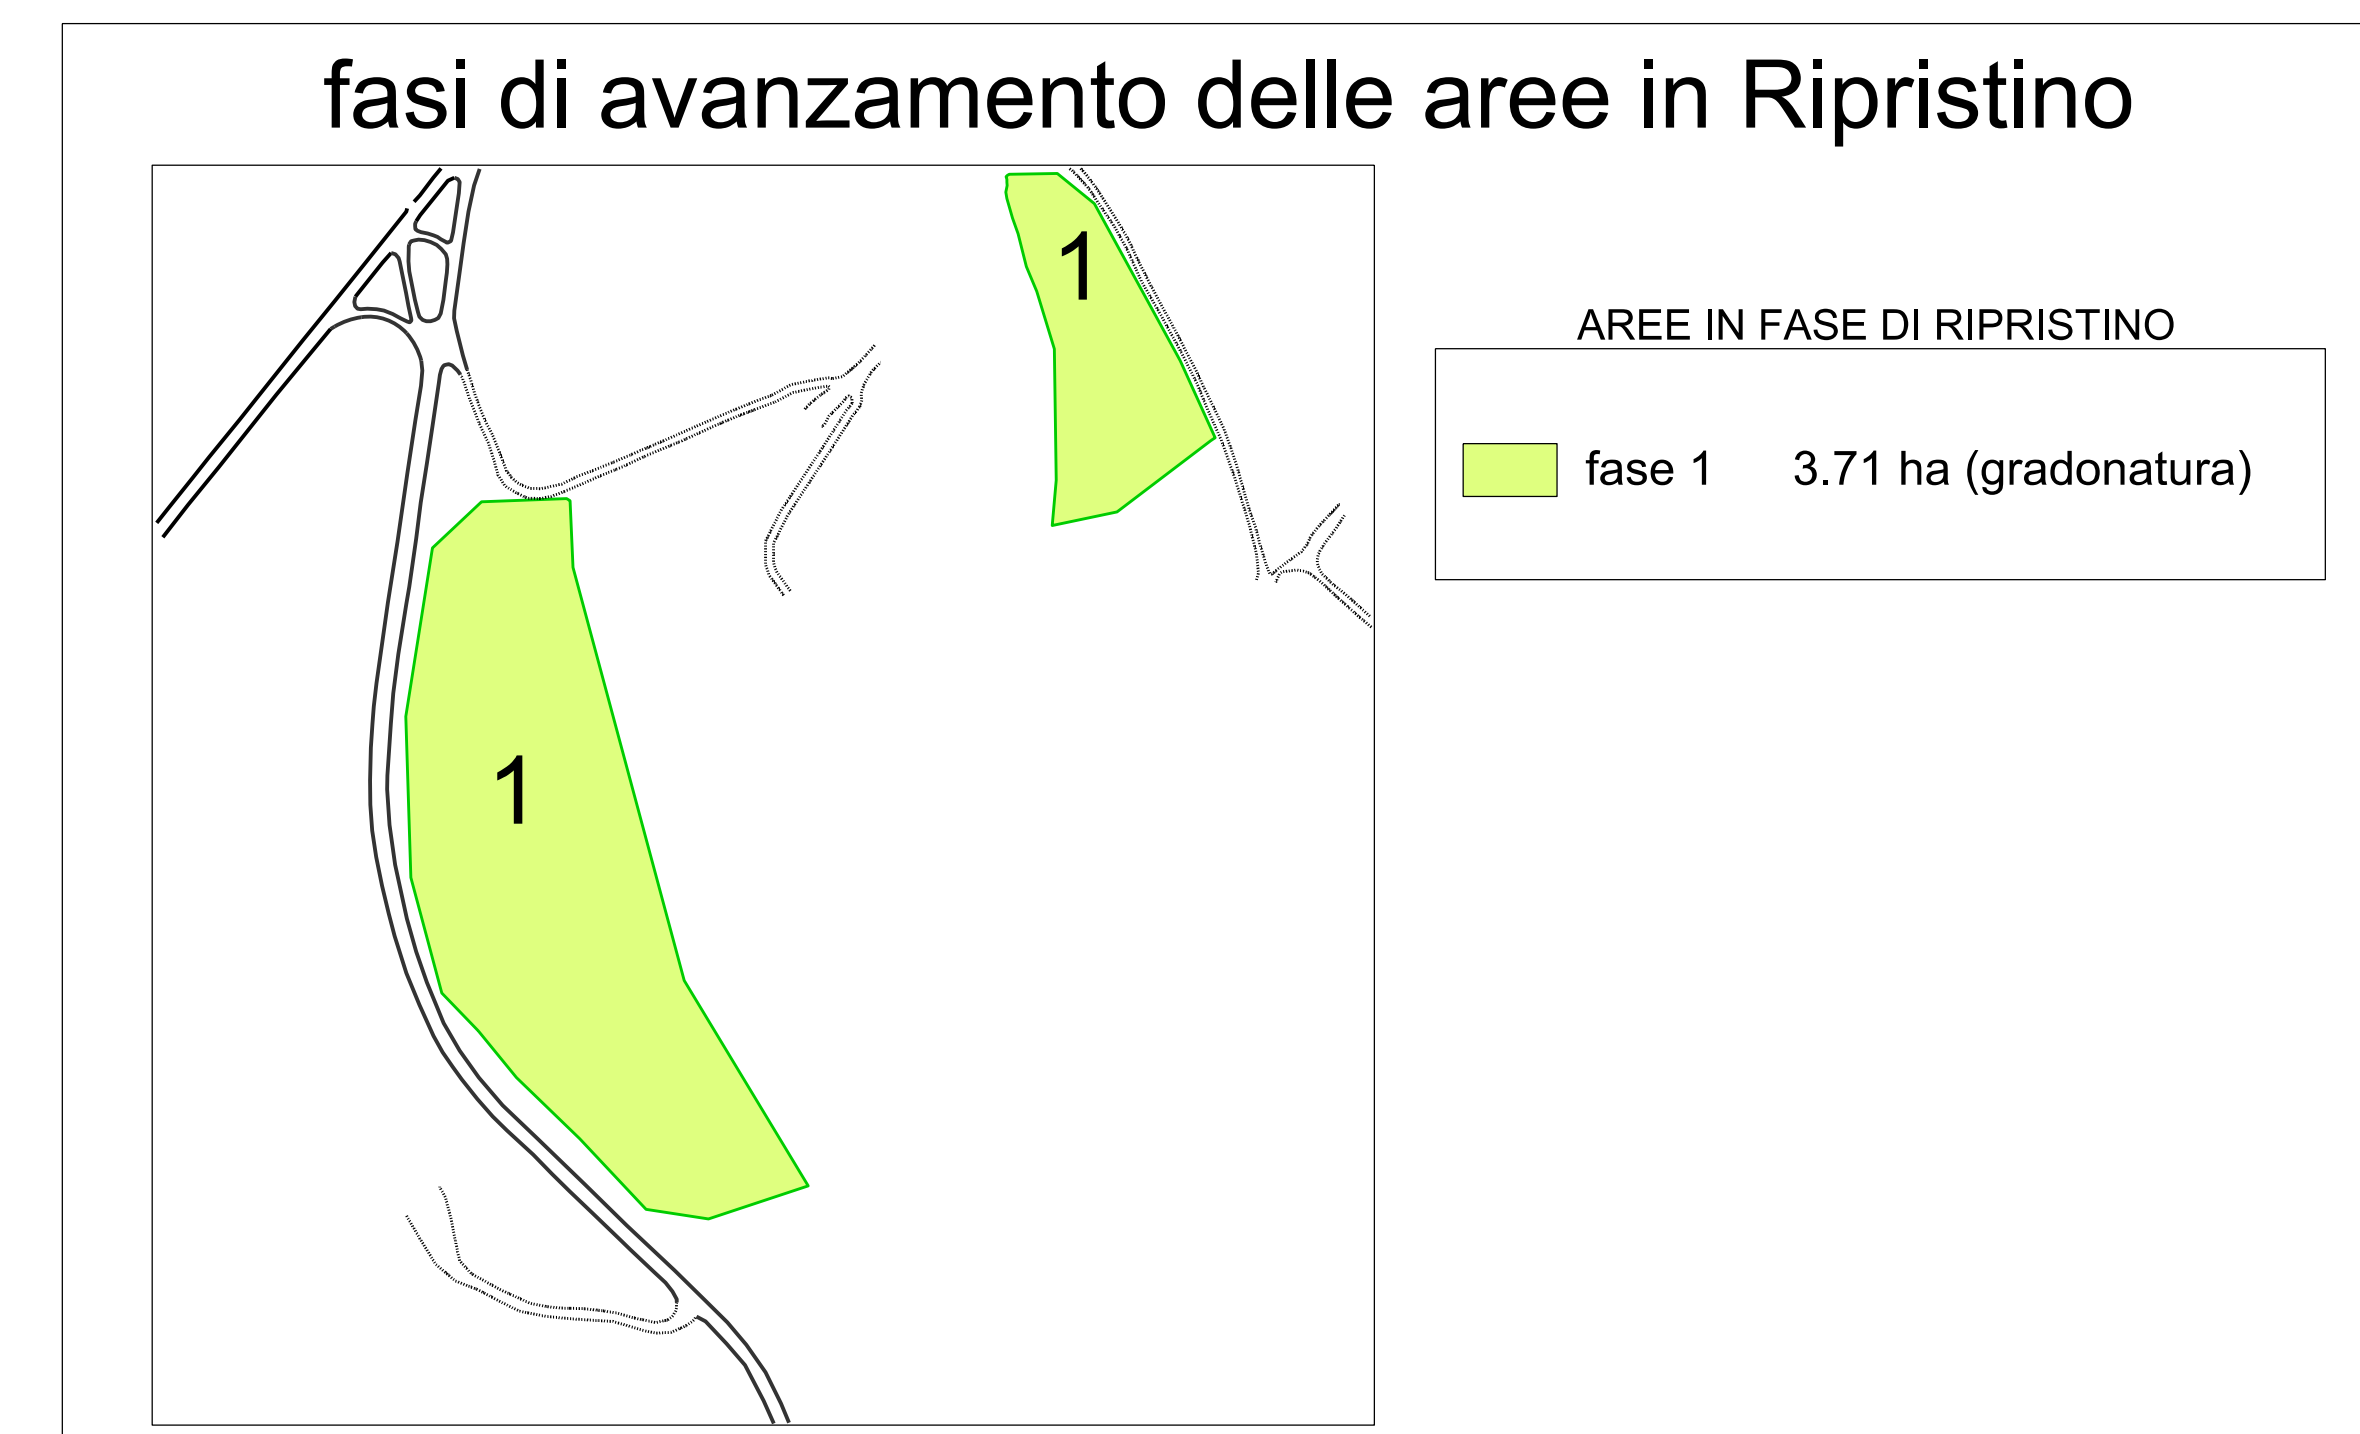 fasi di avanzamento delle aree in Ripristino
1
AREE IN FASE DI RIPRISTINO
fase 1 3.71 ha (gradonatura)
1